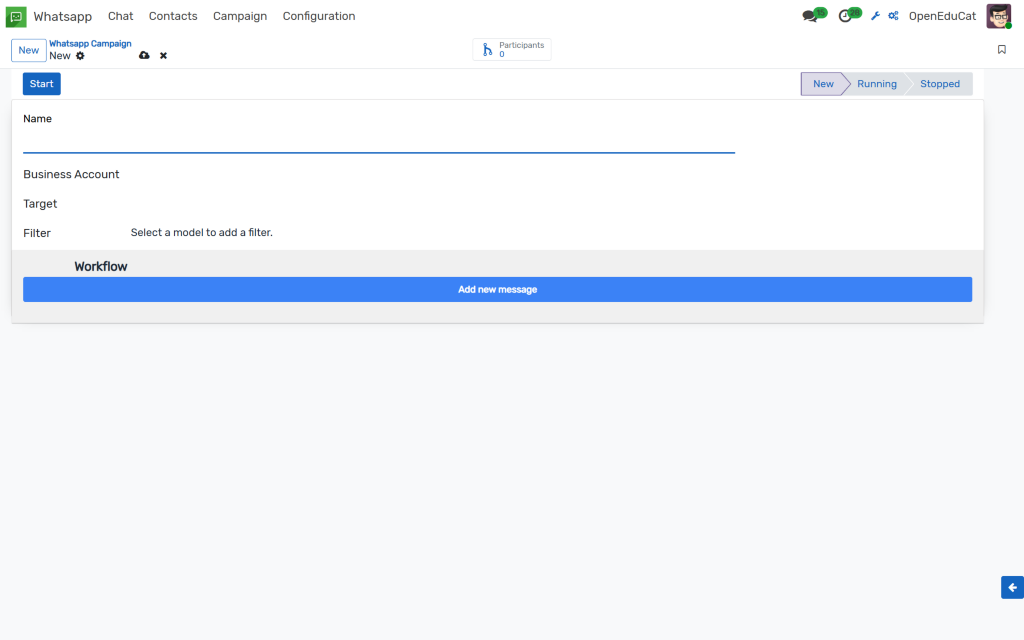 Whatsapp Chat Contacts Campaign Configuration 15 28 OpenEduCat
New Whatsapp Campaign
New
Participants
0
Start New Running Stopped
Name
Business Account
Target
Filter Select a model to add a filter.
Workflow
Add new message